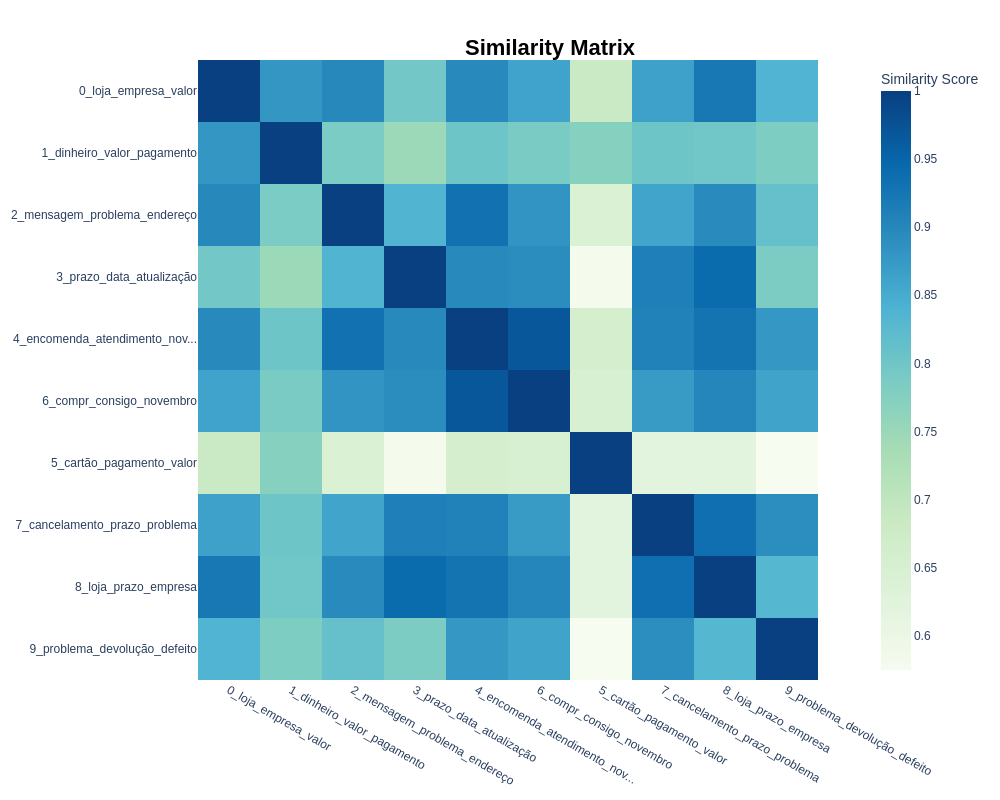 Similarity Matrix
Similarity Score
1
0.95
0.9
0.85
0.8
0.75
0.7
0.65
0.6
0_loja_empresa_valor
1_dinheiro_valor_pagamento
2_mensagem_problema_endereço
3_prazo_data_atualização
4_encomenda_atendimento_nov...
6_compr_consigo_novembro
5_cartão_pagamento_valor
7_cancelamento_prazo_problema
8_loja_prazo_empresa
9_problema_devolução_defeito
0_loja_empresa_valor
1_dinheiro_valor_pagamento
2_mensagem_problema_endereço
3_prazo_data_atualização
4_encomenda_atendimento_nov...
6_compr_consigo_novembro
5_cartão_pagamento_valor
7_cancelamento_prazo_problema
8_loja_prazo_empresa
9_problema_devolução_defeito